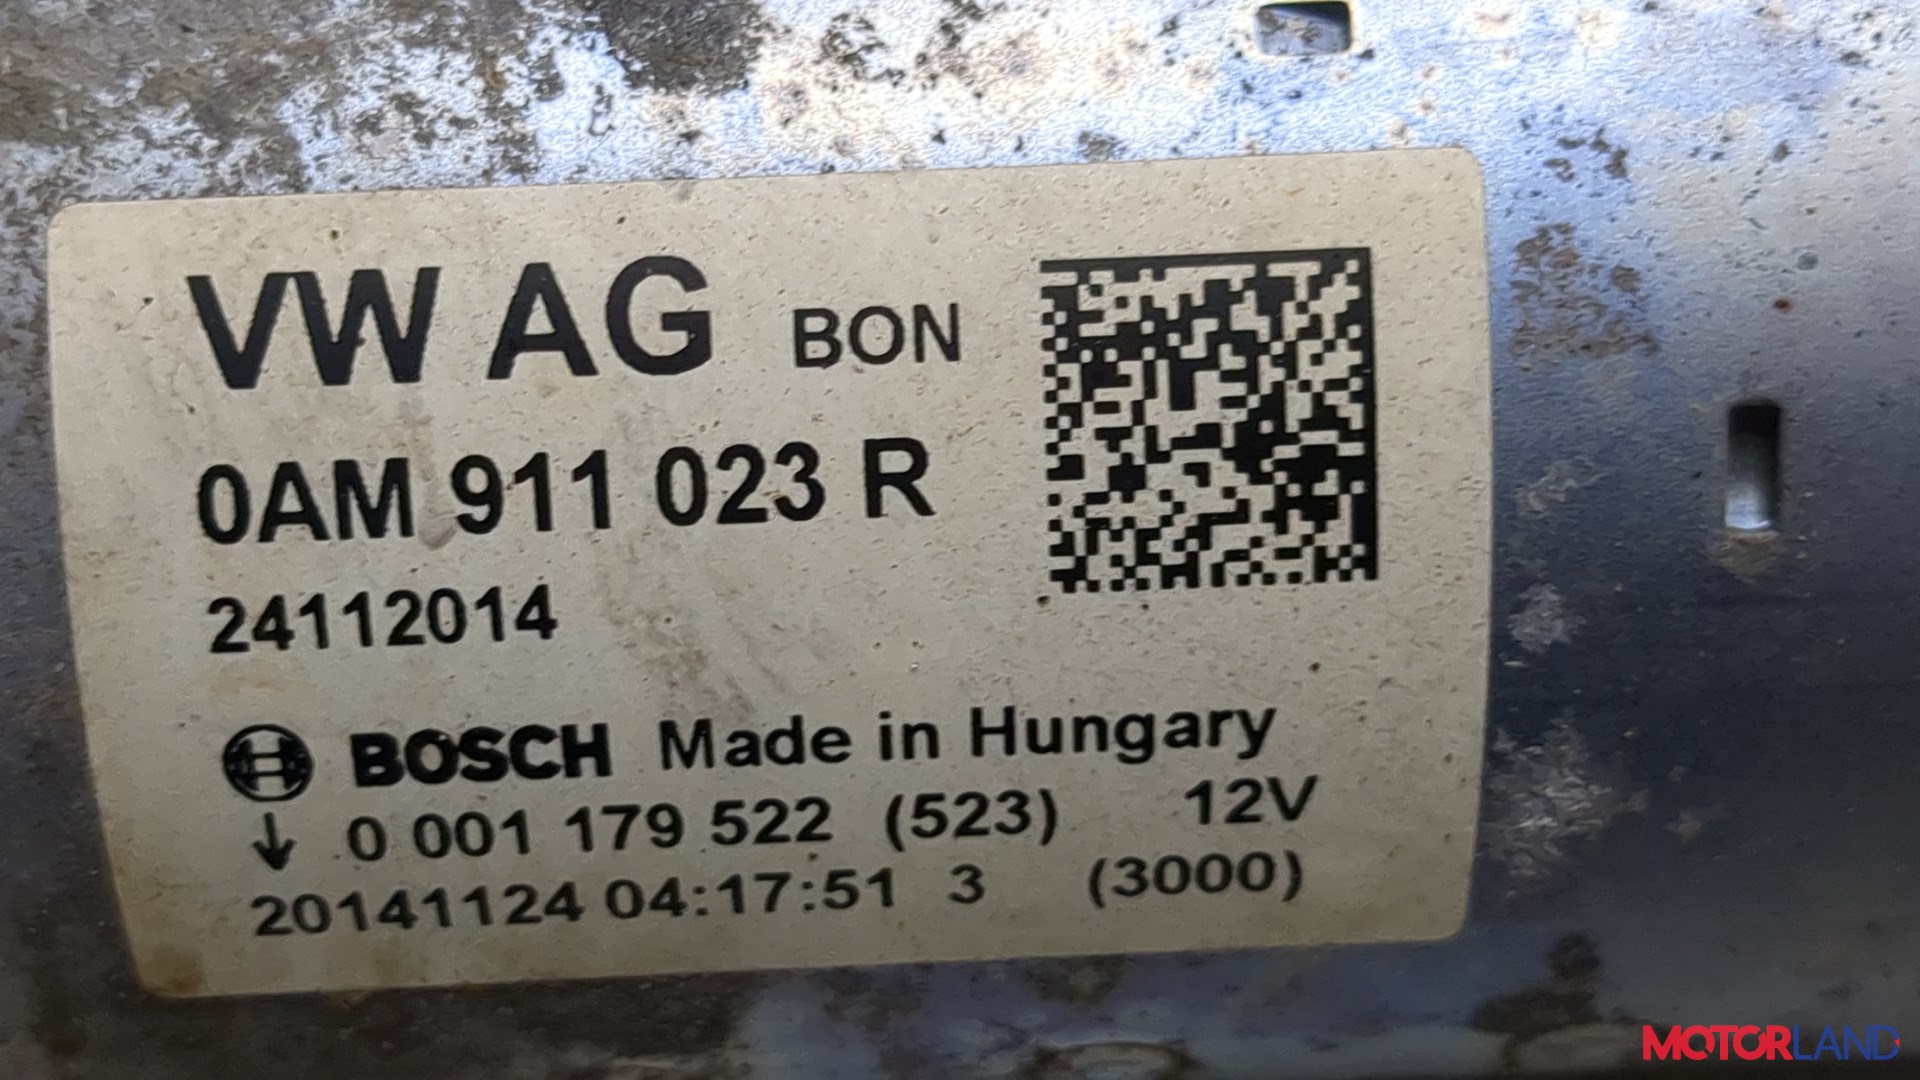 VW AG BON
0AM 911 023 R
24112014
BOSCH Made in Hungary
↓ 0 001 179 522 (523) 12V
20141124 04:17:51 3 (3000)
MOTORLAND